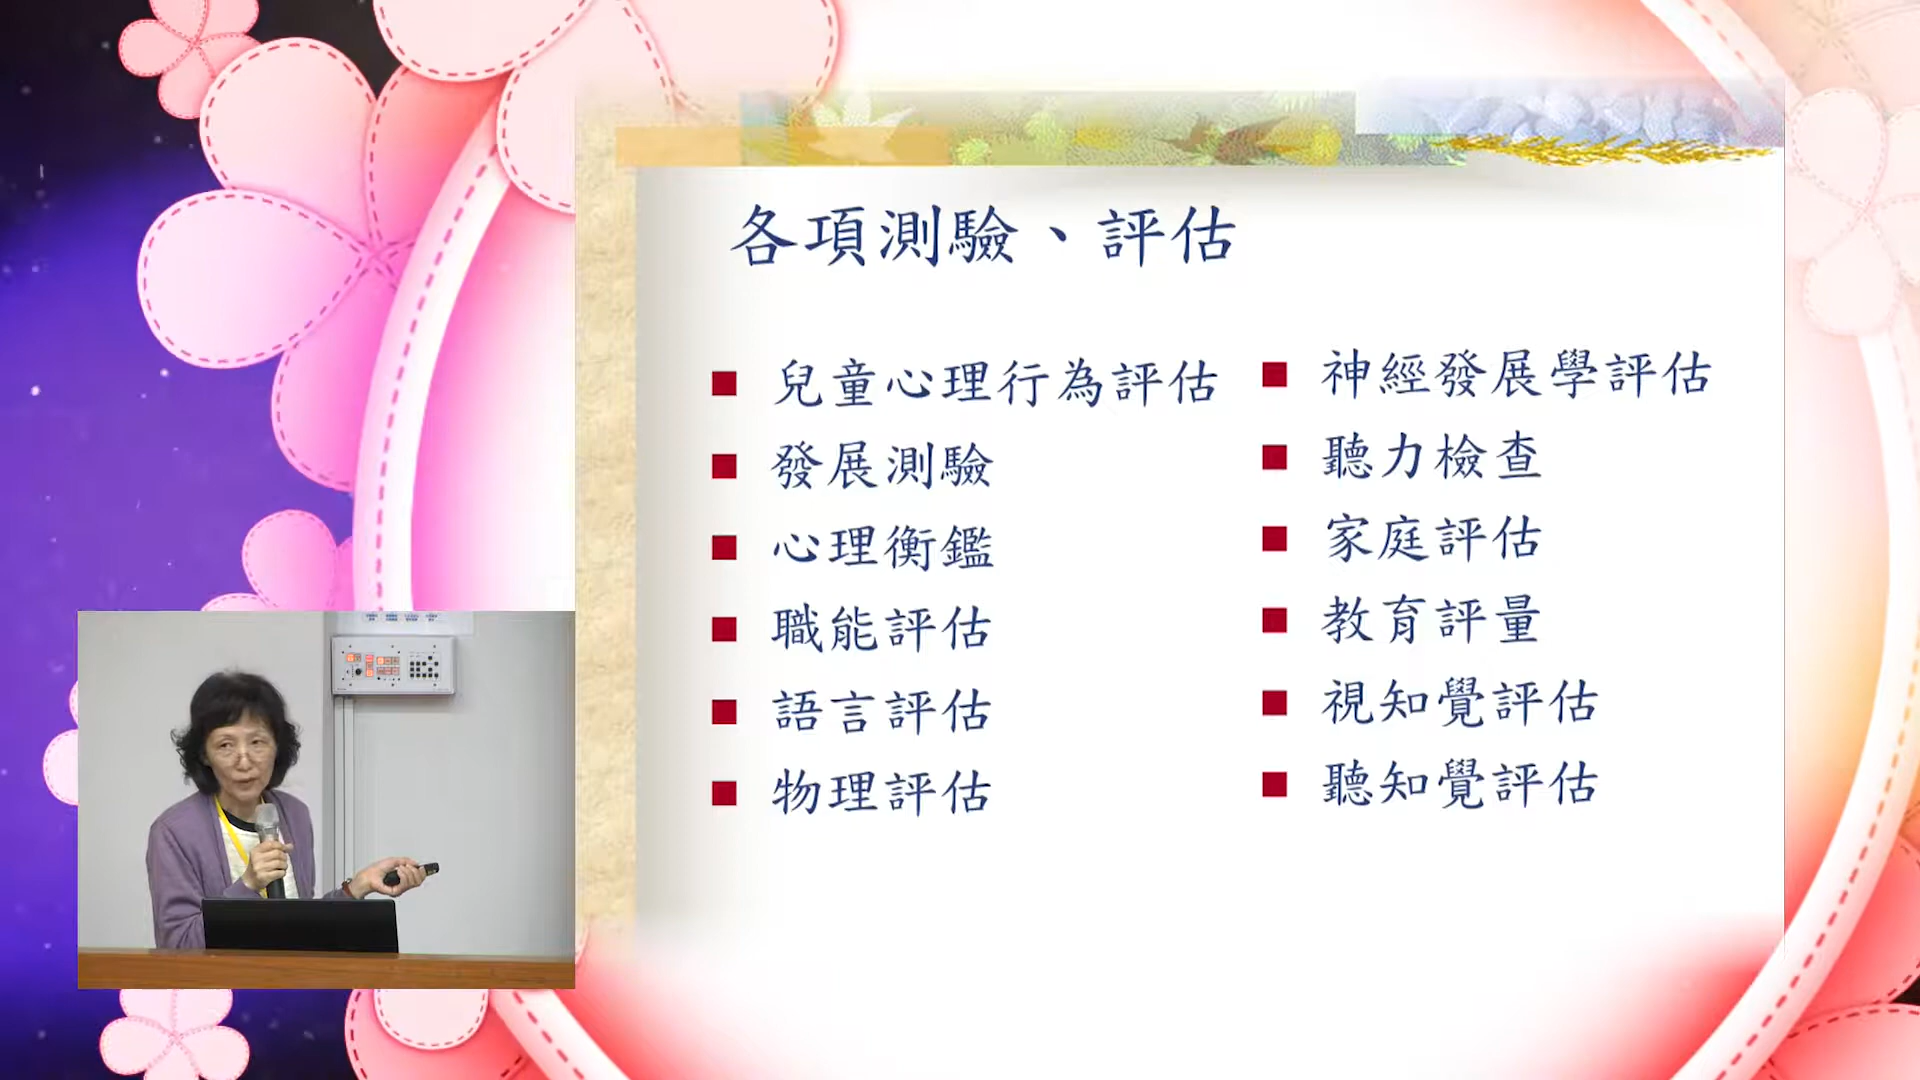 各項測驗、評估
兒童心理行為評估
發展測驗
心理衡鑑
職能評估
語言評估
物理評估
神經發展學評估
聽力檢查
家庭評估
教育評量
視知覺評估
聽知覺評估